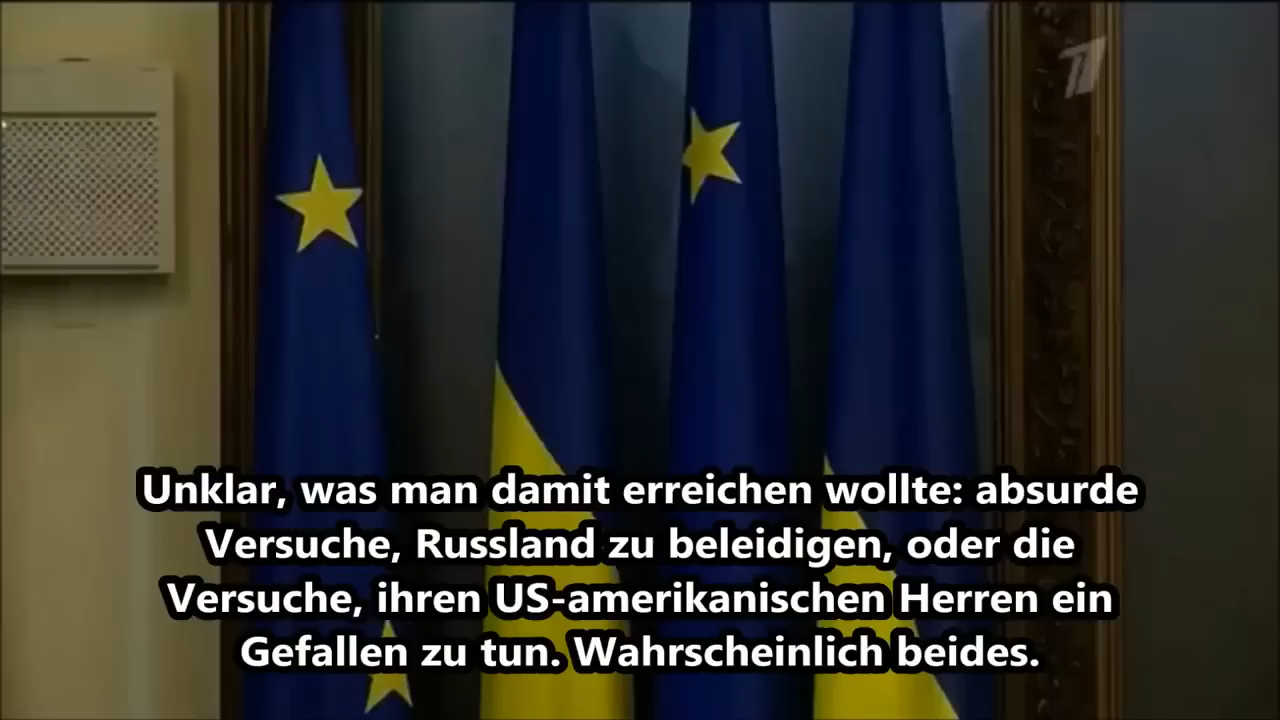 Unklar, was man damit erreichen wollte: absurde
Versuche, Russland zu beleidigen, oder die
Versuche, ihren US-amerikanischen Herren ein
Gefallen zu tun. Wahrscheinlich beides.